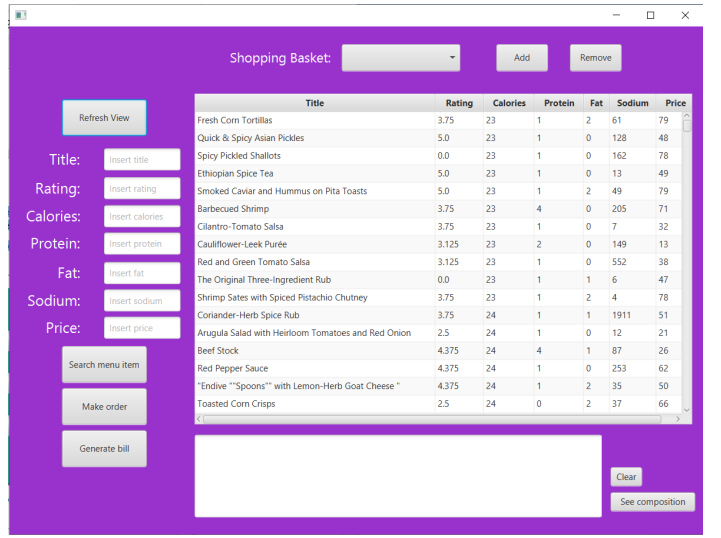 Shopping Basket: Add Remove
Refresh View
Title: Insert title
Rating: Insert rating
Calories: Insert calories
Protein: Insert protein
Fat: Insert fat
Sodium: Insert sodium
Price: Insert price
Search menu item
Make order
Generate bill
Title Rating Calories Protein Fat Sodium Price
Fresh Corn Tortillas 3.75 23 1 2 61 79
Quick & Spicy Asian Pickles 5.0 23 1 0 128 48
Spicy Pickled Shallots 0.0 23 1 0 162 78
Ethiopian Spice Tea 5.0 23 1 0 13 49
Smoked Caviar and Hummus on Pita Toasts 5.0 23 1 2 49 79
Barbecued Shrimp 3.75 23 4 0 205 71
Cilantro-Tomato Salsa 3.75 23 1 0 7 32
Cauliflower-Leek Purée 3.125 23 2 0 149 13
Red and Green Tomato Salsa 3.125 23 1 0 552 38
The Original Three-Ingredient Rub 0.0 23 1 1 6 47
Shrimp Sates with Spiced Pistachio Chutney 3.75 23 1 2 4 78
Coriander-Herb Spice Rub 3.75 24 1 1 1911 51
Arugula Salad with Heirloom Tomatoes and Red Onion 2.5 24 1 0 12 21
Beef Stock 4.375 24 4 1 87 26
Red Pepper Sauce 4.375 24 1 0 253 62
"Endive ""Spoons"" with Lemon-Herb Goat Cheese " 4.375 24 1 2 35 50
Toasted Corn Crisps 2.5 24 0 2 37 66
Clear
See composition